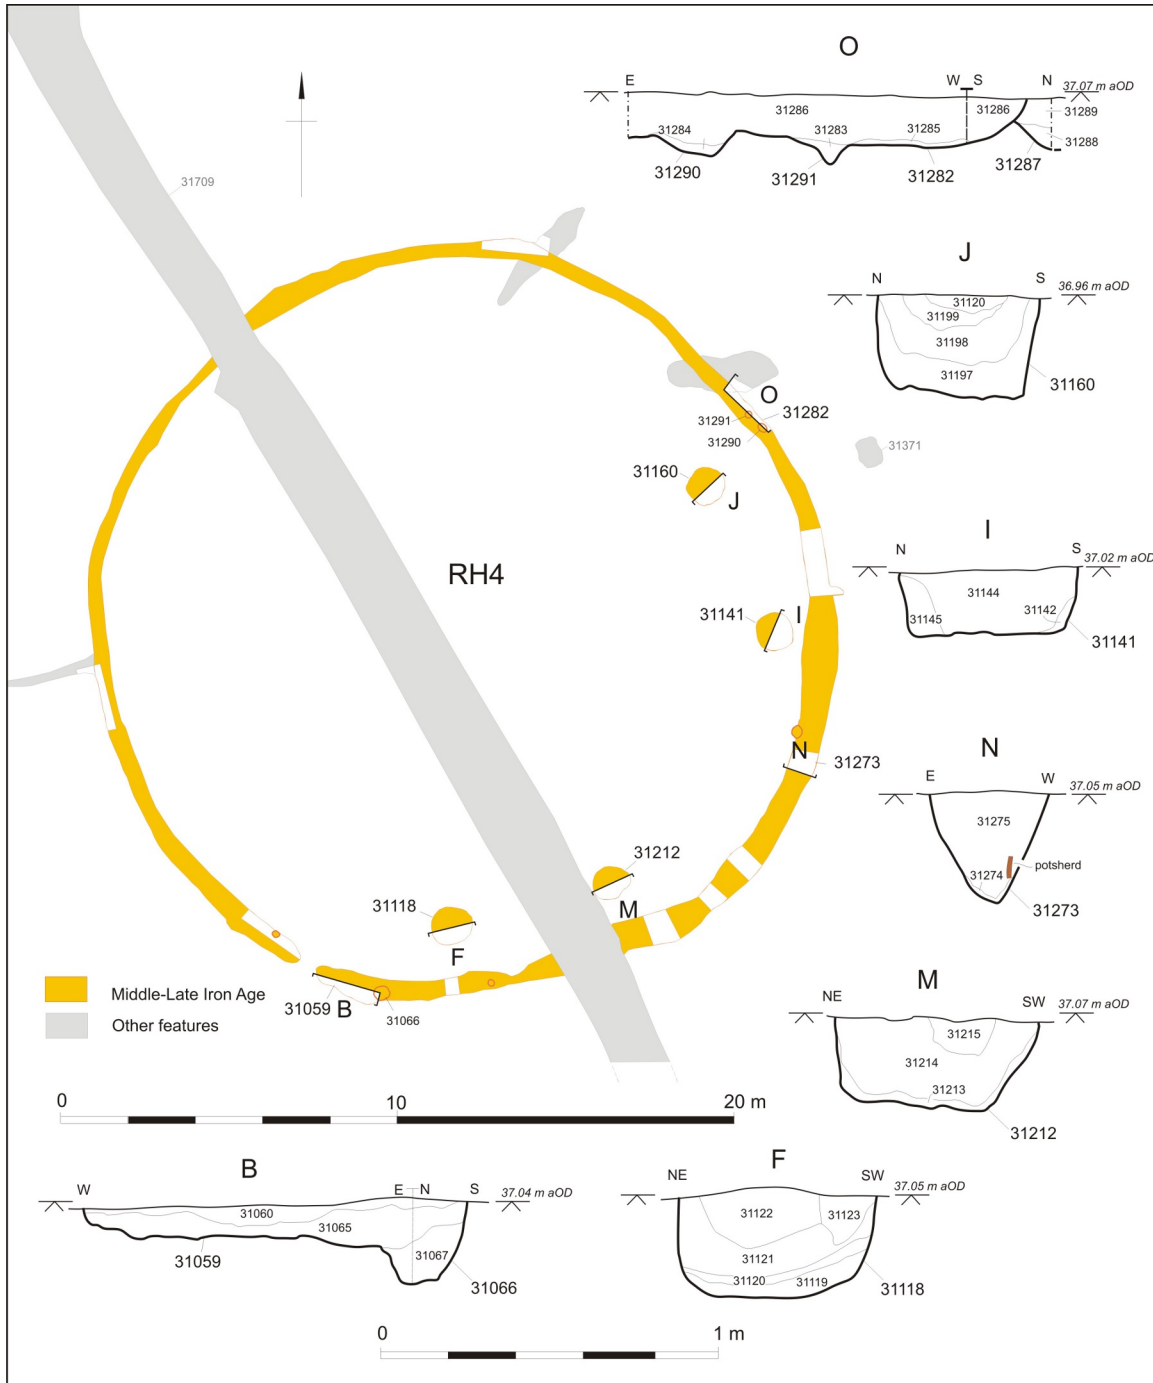 O
E
W
S
N
37.07 m aOD
31286
31286
31289
31284
31283
31285
31288
31290
31291
31282
31287
31709
J
N
S
36.96 m aOD
31120
31199
31198
31197
31160
O
31282
31291
31290
31371
31160
J
RH4
I
N
S
37.02 m aOD
31144
31145
31142
31141
31141
I
N
31273
N
E
W
37.05 m aOD
31275
potsherd
31274
31273
31212
M
31118
F
31059
B
31066
Middle-Late Iron Age
Other features
M
NE
SW
37.07 m aOD
31215
31214
31213
31212
0
10
20 m
B
W
E
N
S
37.04 m aOD
31060
31065
31067
31059
31066
F
NE
SW
37.05 m aOD
31122
31123
31121
31120
31119
31118
0
1 m